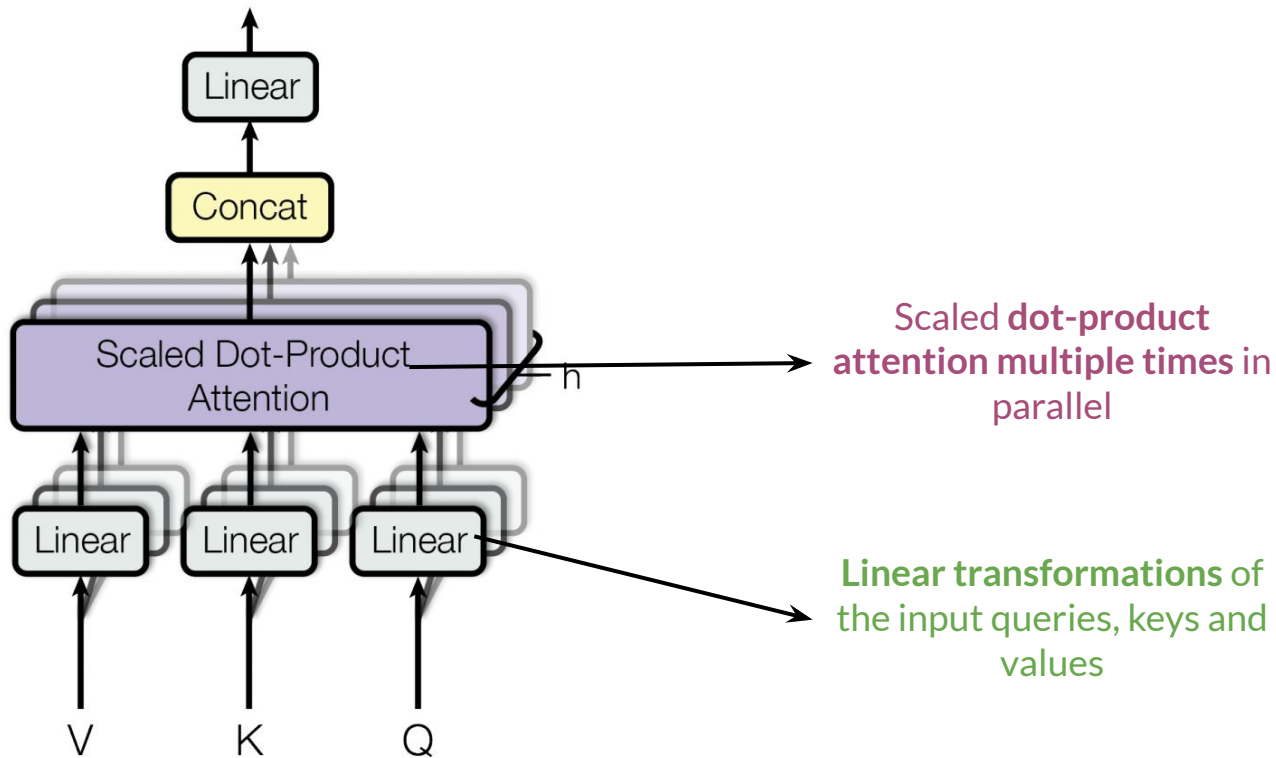 Linear
Concat
Scaled Dot-Product
Attention
h
Linear
Linear
Linear
V
K
Q
Scaled dot-product
attention multiple times in
parallel
Linear transformations of
the input queries, keys and
values